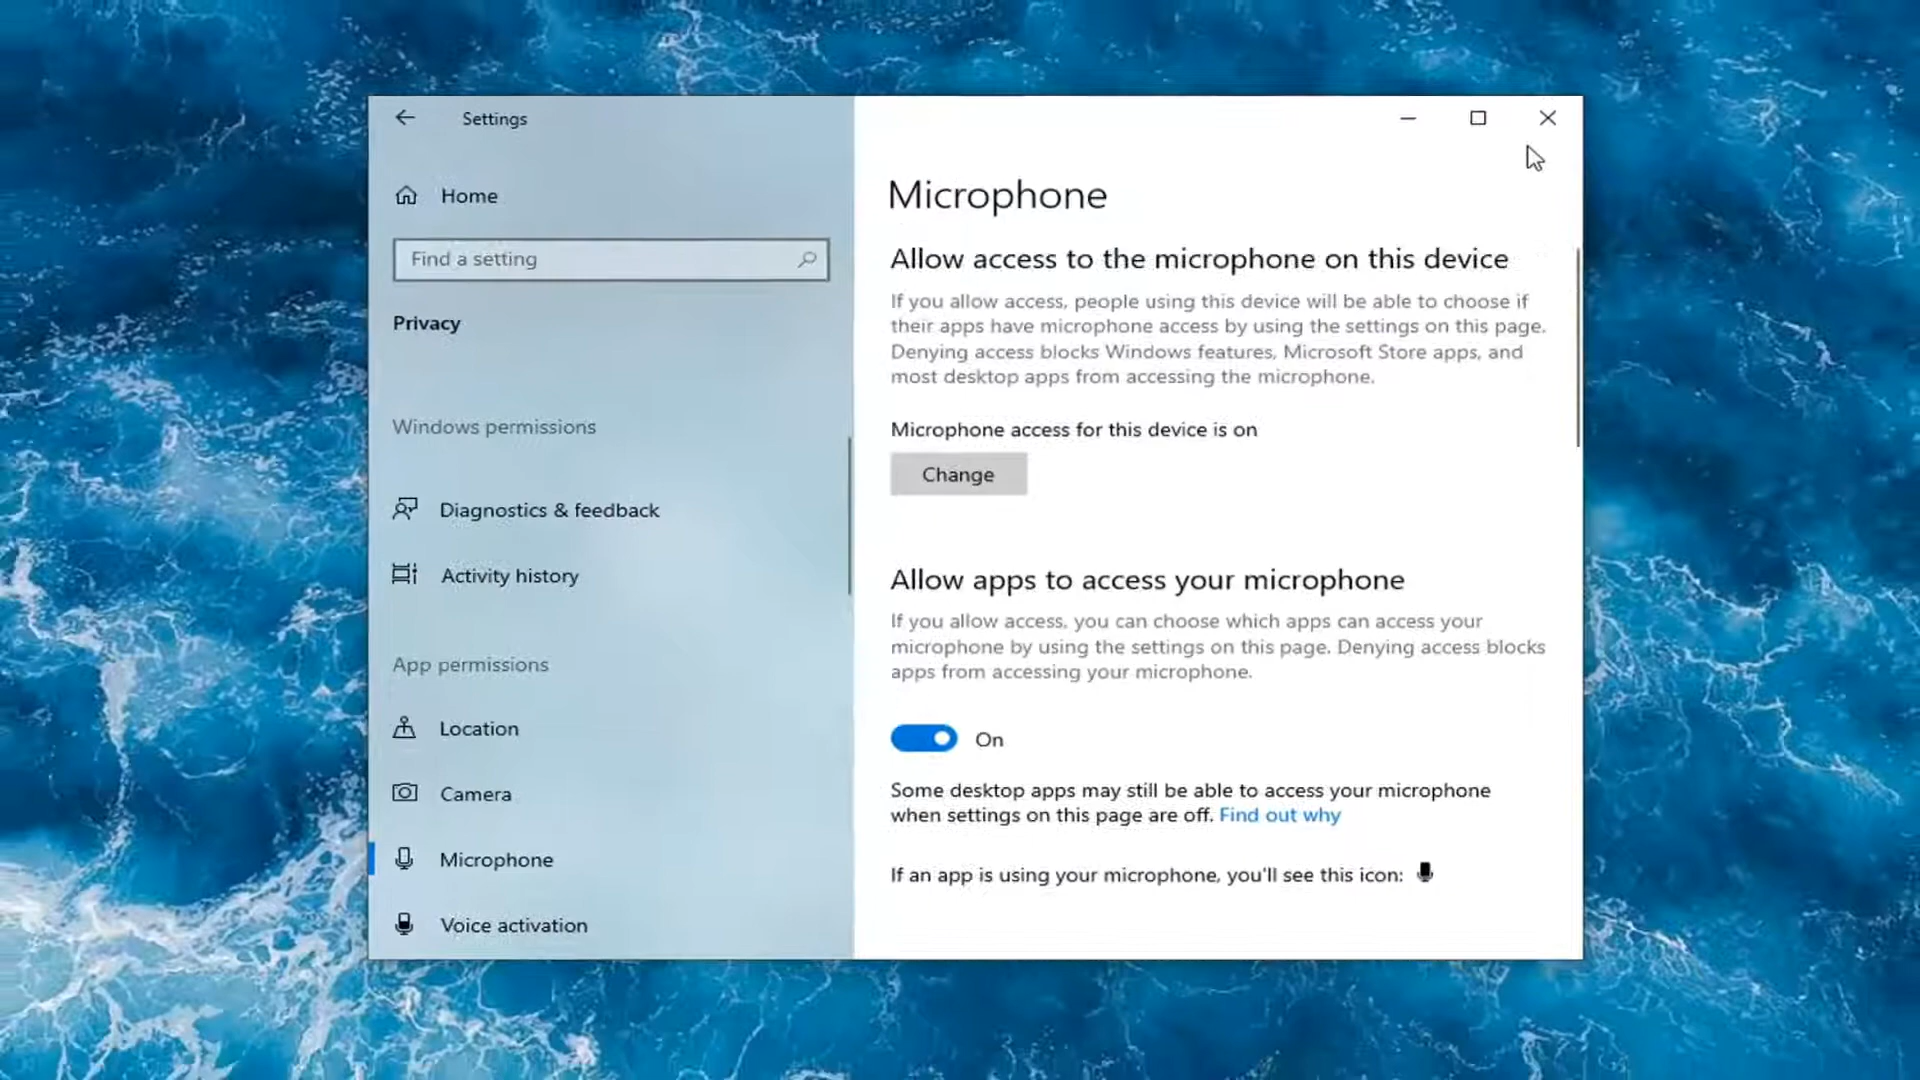 Settings
Home
Find a setting
Privacy
Windows permissions
Diagnostics & feedback
Activity history
App permissions
Location
Camera
Microphone
Voice activation
Microphone
Allow access to the microphone on this device
If you allow access, people using this device will be able to choose if
their apps have microphone access by using the settings on this page.
Denying access blocks Windows features, Microsoft Store apps, and
most desktop apps from accessing the microphone.
Microphone access for this device is on
Change
Allow apps to access your microphone
If you allow access, you can choose which apps can access your
microphone by using the settings on this page. Denying access blocks
apps from accessing your microphone.
On
Some desktop apps may still be able to access your microphone
when settings on this page are off. Find out why
If an app is using your microphone, you'll see this icon: